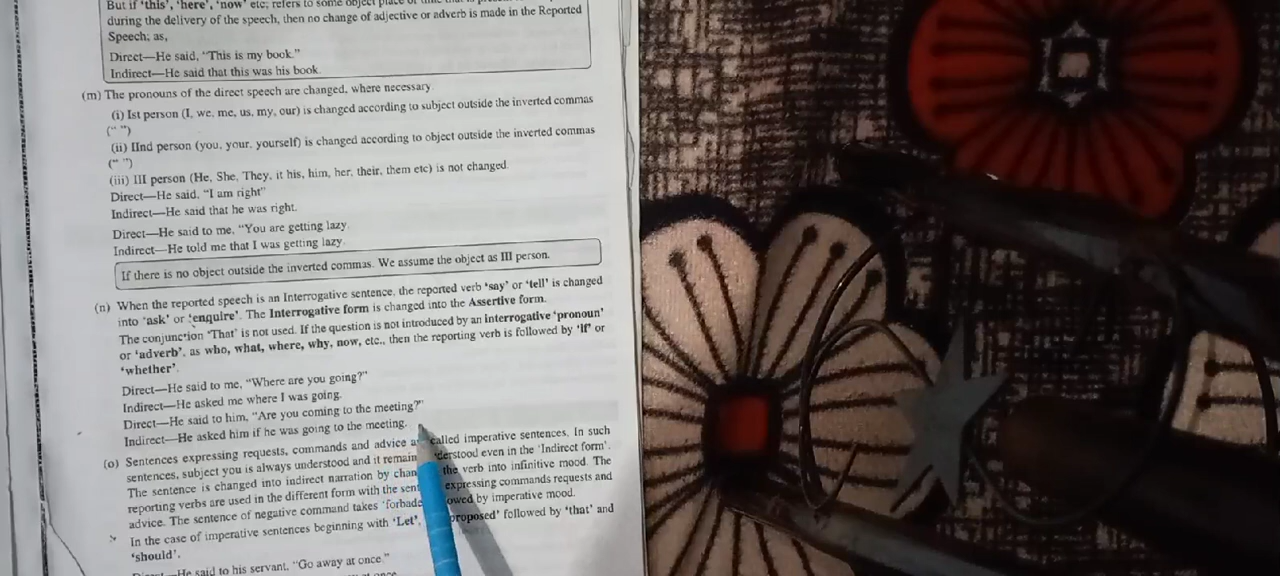 But if 'this', 'here', 'now' etc; refers to some object place
during the delivery of the speech, then no change of adjective or adverb is made in the Reported
Speech; as,
Direct—He said, "This is my book."
Indirect—He said that this was his book.
(m) The pronouns of the direct speech are changed, where necessary.
(i) Ist person (I, we, me, us, my, our) is changed according to subject outside the inverted commas
(" ")
(ii) IInd person (you, your, yourself) is changed according to object outside the inverted commas
(" ")
(iii) III person (He, She, They, it his, him, her, their, them etc) is not changed.
Direct—He said, "I am right"
Indirect—He said that he was right.
Direct—He said to me, "You are getting lazy.
Indirect—He told me that I was getting lazy.
If there is no object outside the inverted commas. We assume the object as III person.
(n) When the reported speech is an Interrogative sentence, the reported verb 'say' or 'tell' is changed
into 'ask' or 'enquire'. The Interrogative form is changed into the Assertive form.
The conjunction 'That' is not used. If the question is not introduced by an interrogative 'pronoun'
or 'adverb', as who, what, where, why, now, etc., then the reporting verb is followed by 'If' or
'whether'.
Direct—He said to me, "Where are you going?"
Indirect—He asked me where I was going.
Direct—He said to him, "Are you coming to the meeting?"
Indirect—He asked him if he was going to the meeting.
(o) Sentences expressing requests, commands and advice called imperative sentences. In such
sentences, subject you is always understood and it even in the 'Indirect form'.
The sentence is changed into indirect narration by the verb into infinitive mood. The
reporting verbs are used in the different form with the expressing commands requests and
advice. The sentence of negative command takes by imperative mood.
In the case of imperative sentences beginning with 'Let', followed by 'that' and
'should'.
He said to his servant, "Go away at once."